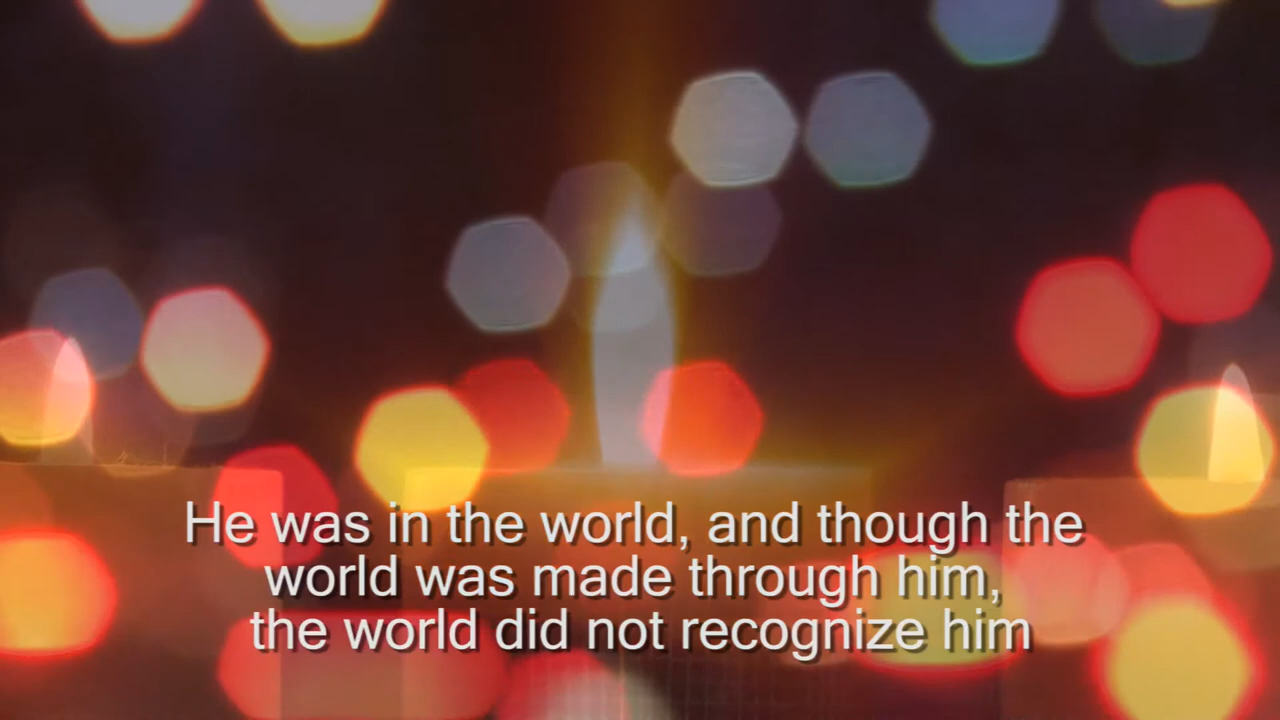 He was in the world, and though the
world was made through him,
the world did not recognize him